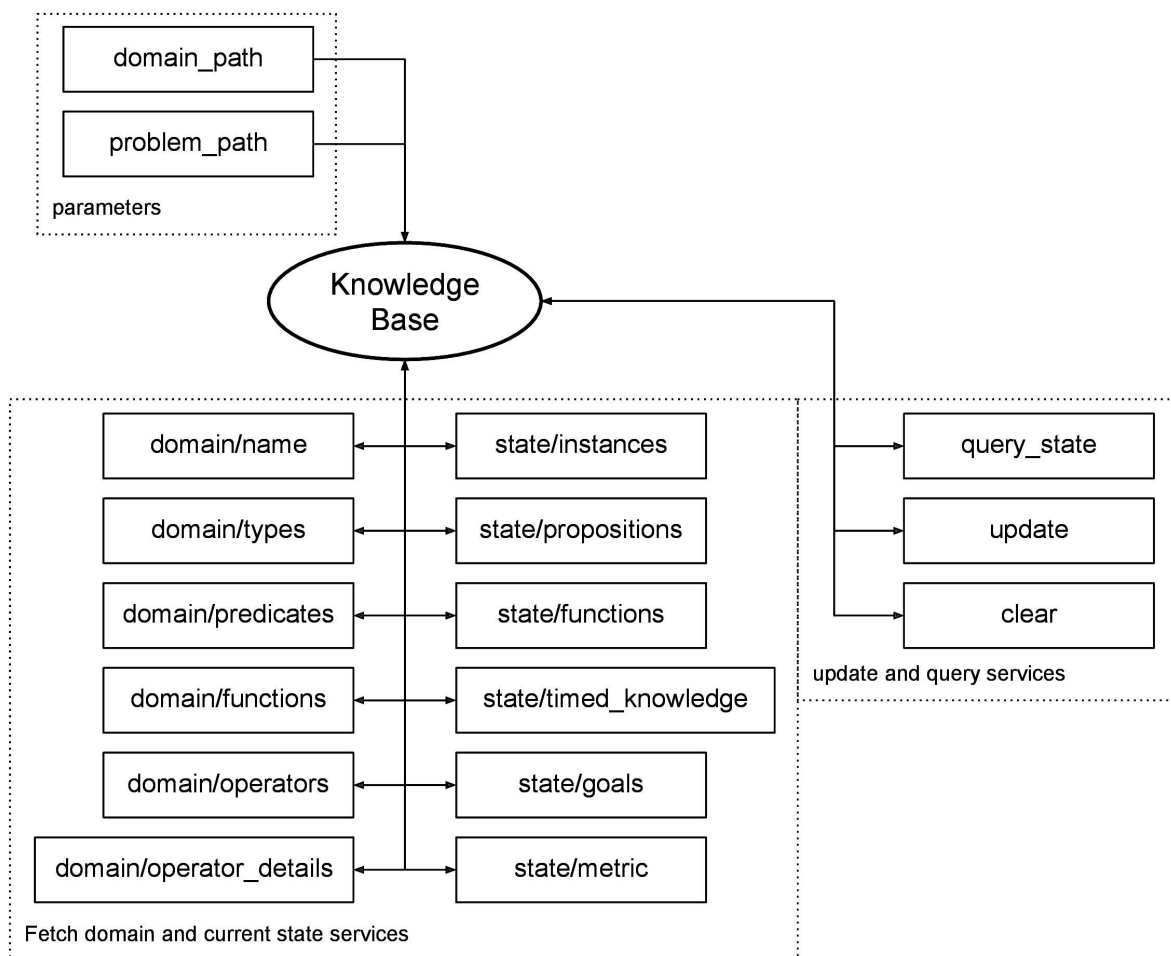 domain_path
problem_path
parameters
Knowledge
Base
domain/name
state/instances
query_state
domain/types
state/propositions
update
domain/predicates
state/functions
clear
update and query services
domain/functions
state/timed_knowledge
domain/operators
state/goals
domain/operator_details
state/metric
Fetch domain and current state services